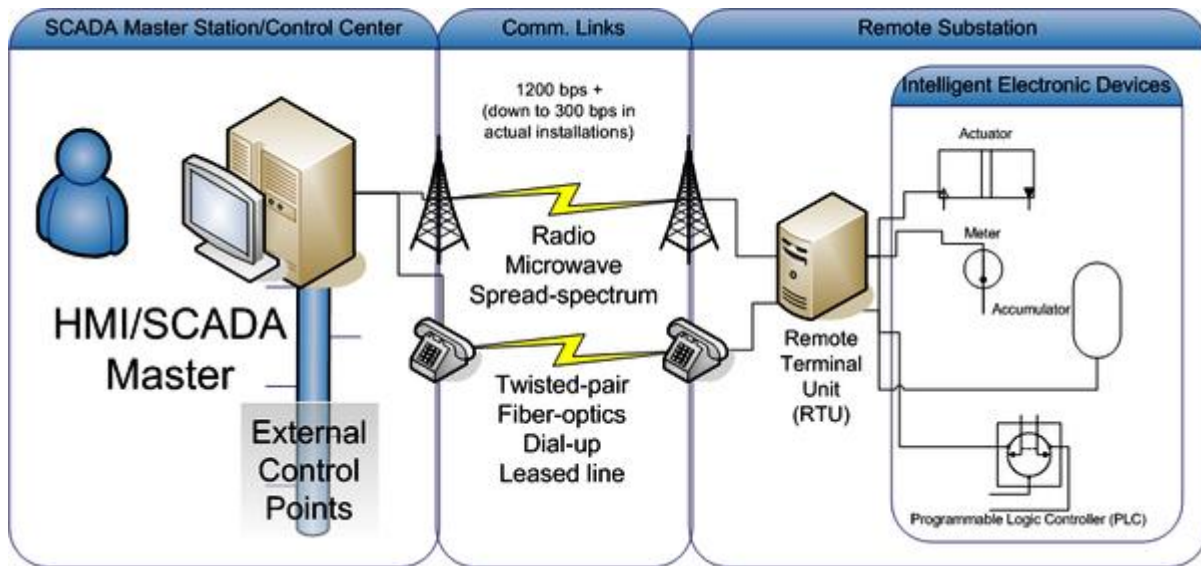 SCADA Master Station/Control Center
Comm. Links
Remote Substation
1200 bps +
(down to 300 bps in
actual installations)
Intelligent Electronic Devices
Actuator
Radio
Microwave
Spread-spectrum
Meter
Accumulator
HMI/SCADA
Master
Remote
Terminal
Unit
(RTU)
Twisted-pair
Fiber-optics
Dial-up
Leased line
External
Control
Points
Programmable Logic Controller (PLC)